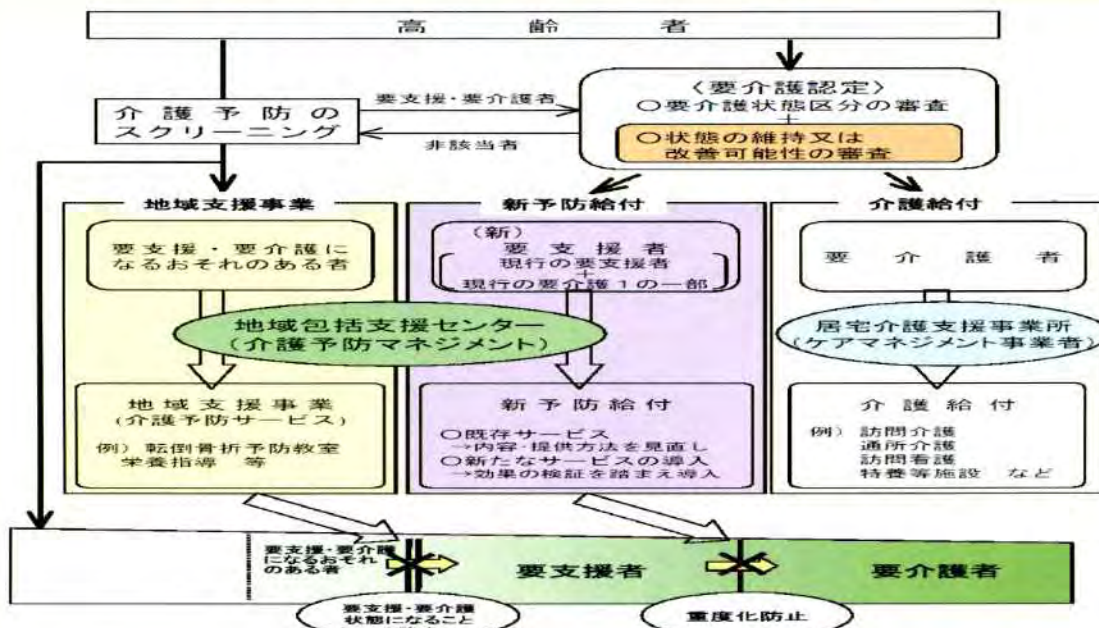 高齢者
介護予防の
スクリーニング
要支援・要介護者
非該当者
〈要介護認定〉
○要介護状態区分の審査
+
○状態の維持又は
改善可能性の審査
地域支援事業
新予防給付
介護給付
要支援・要介護に
なるおそれのある者
(新)
要支援者
現行の要支援者
+
現行の要介護1の一部
要介護者
地域包括支援センター
(介護予防マネジメント)
居宅介護支援事業所
(ケアマネジメント事業者)
地域支援事業
(介護予防サービス)
例)転倒骨折予防教室
栄養指導 等
新予防給付
○既存サービス
→内容・提供方法を見直し
○新たなサービスの導入
→効果の検証を踏まえ導入
介護給付
例)訪問介護
通所介護
訪問看護
特養等施設 など
要支援・要介護
になるおそれ
のある者
要支援者
要介護者
要支援・要介護
状態になること
重度化防止